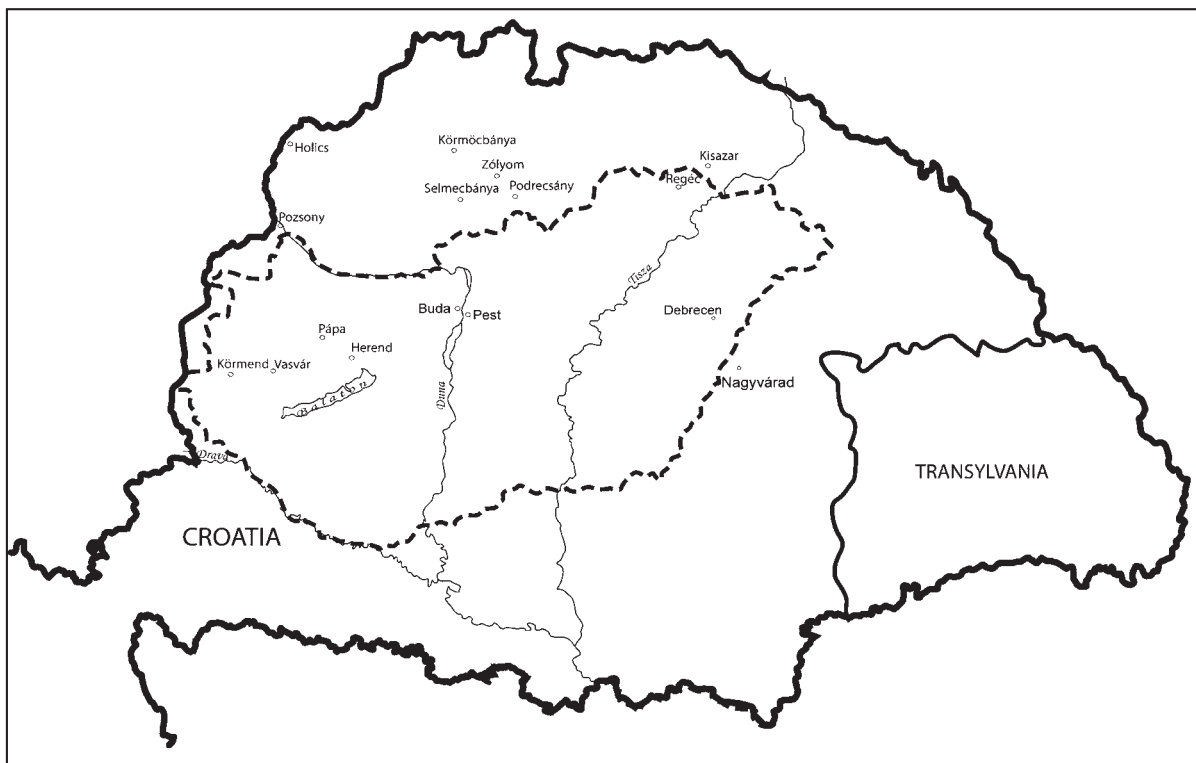 Holics
Körmöcbánya
Zólyom
Kisazar
Selmecbánya
Podrecsány
Regéc
Pozsony
Tisza
Buda
Pest
Debrecen
Pápa
Herend
Körmend
Vasvár
Nagyvárad
Balaton
Duna
Drava
TRANSYLVANIA
CROATIA